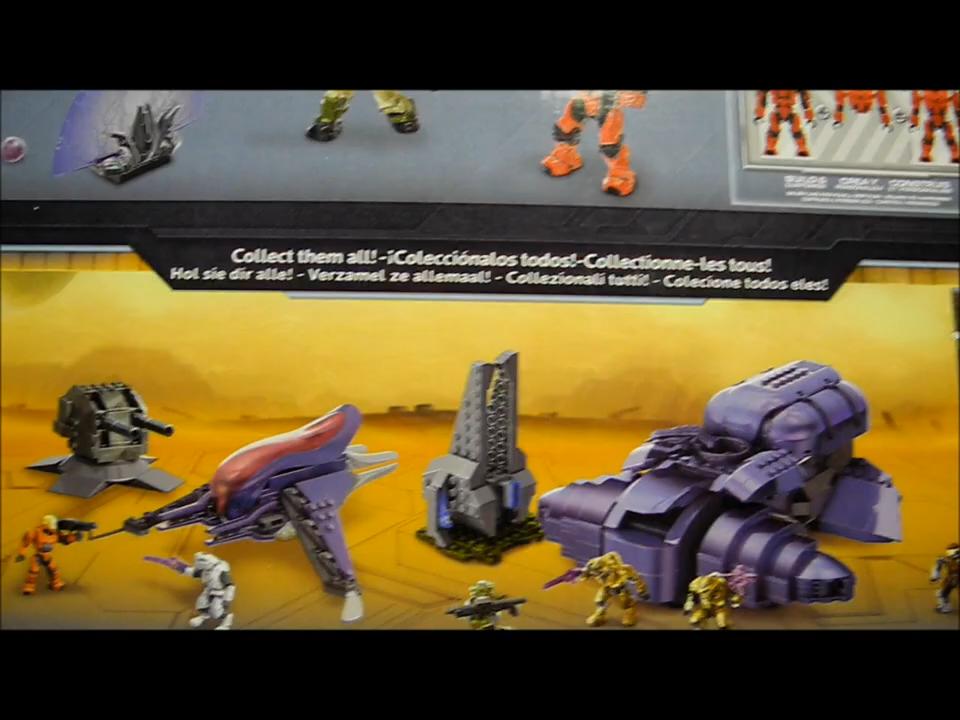 Collect them all! -¡Coleccíónalos todos!-Collectionne-les tous!
Hol sie dir alle! - Verzamel ze allemaal! - Collezionali tutti! - Colecione todos eles!